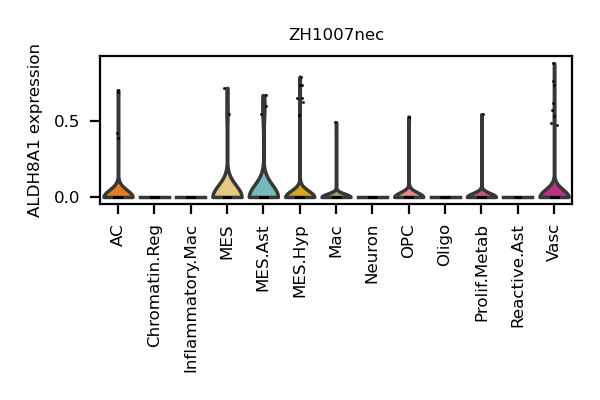 ZH1007nec
ALDH8A1 expression
0.5
0.0
AC
Chromatin.Reg
Inflammatory.Mac
MES
MES.Ast
MES.Hyp
Mac
Neuron
OPC
Oligo
Prolif.Metab
Reactive.Ast
Vasc